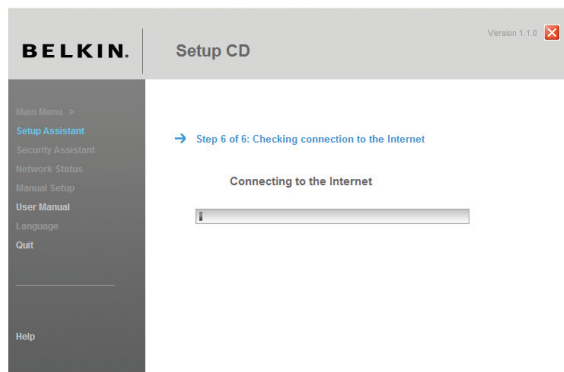 Version 1.1.0
BELKIN.
Setup CD
Main Menu >
Setup Assistant
Security Assistant
Network Status
Manual Setup
User Manual
Language
Quit
Help
Step 6 of 6: Checking connection to the Internet
Connecting to the Internet